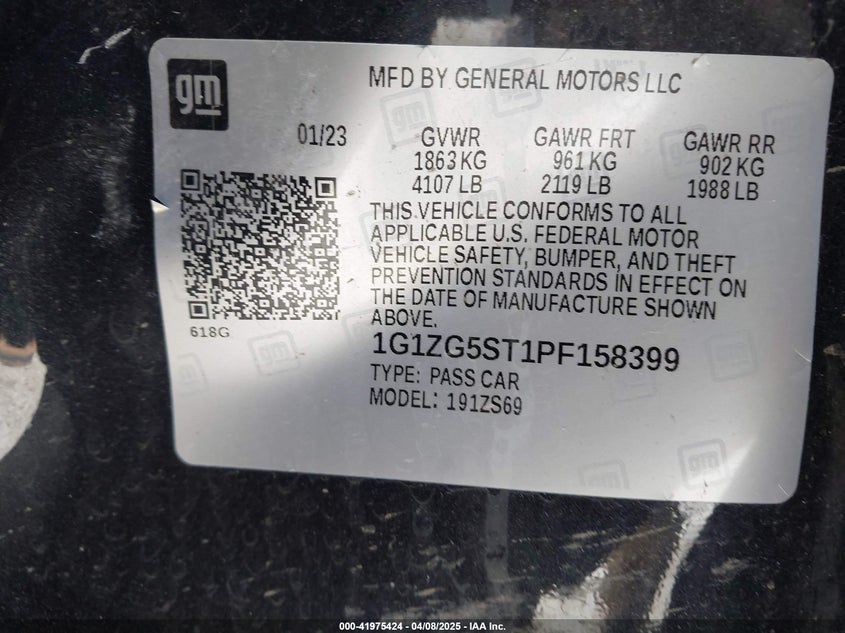 gm
MFD BY GENERAL MOTORS LLC
01/23
GVWR GAWR FRT GAWR RR
1863 KG 961 KG 902 KG
4107 LB 2119 LB 1988 LB
THIS VEHICLE CONFORMS TO ALL
APPLICABLE U.S. FEDERAL MOTOR
VEHICLE SAFETY, BUMPER, AND THEFT
PREVENTION STANDARDS IN EFFECT ON
THE DATE OF MANUFACTURE SHOWN
ABOVE.
618G
1G1ZG5ST1PF158399
TYPE: PASS CAR
MODEL: 191ZS69
gm
000-41975424 - 04/08/2025 - IAA Inc.